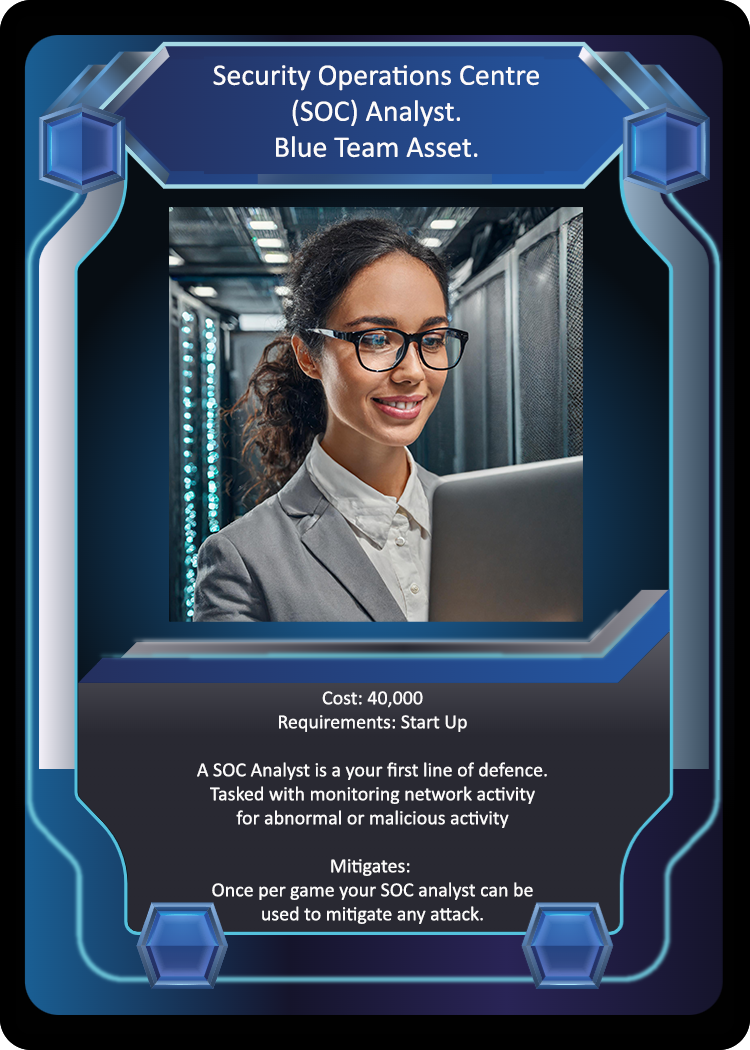 Security Operations Centre
(SOC) Analyst.
Blue Team Asset.
Cost: 40,000
Requirements: Start Up
A SOC Analyst is a your first line of defence.
Tasked with monitoring network activity
for abnormal or malicious activity
Mitigates:
Once per game your SOC analyst can be
used to mitigate any attack.